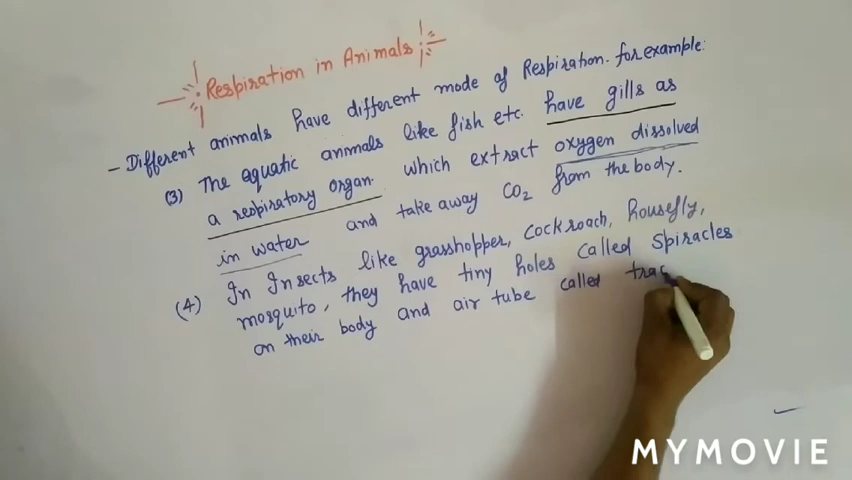 Respiration in Animals
- Different animals have different mode of Respiration. for example:
(3) The aquatic animals like fish etc. have gills as
a respiratory organ. which extract oxygen dissolved
in water and take away CO2 from the body.
(4) In Insects like grasshopper, Cockroach, housefly,
mosquito, they have tiny holes called Spiracles
on their body and air tube called trac
MYMOVIE